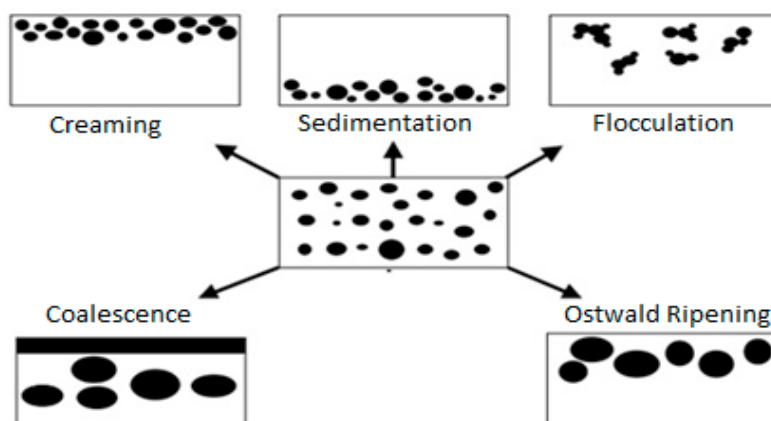 Creaming
Sedimentation
Flocculation
Coalescence
Ostwald Ripening